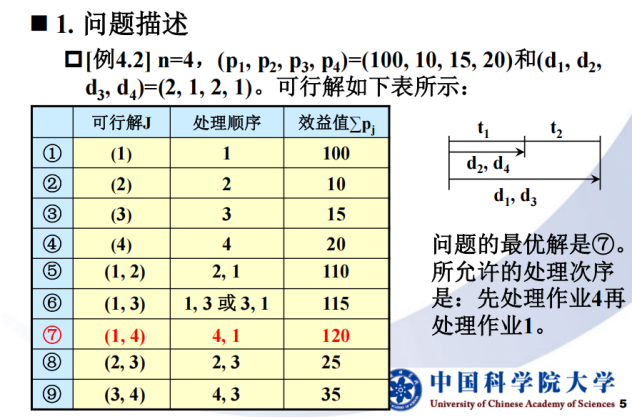 ■ 1. 问题描述
[例4.2] n=4，(p1, p2, p3, p4)=(100, 10, 15, 20)和(d1, d2,
d3, d4)=(2, 1, 2, 1)。可行解如下表所示：
可行解J 处理顺序 效益值∑pj
① (1) 1 100
② (2) 2 10
③ (3) 3 15
④ (4) 4 20
⑤ (1, 2) 2, 1 110
⑥ (1, 3) 1, 3 或 3, 1 115
⑦ (1, 4) 4, 1 120
⑧ (2, 3) 2, 3 25
⑨ (3, 4) 4, 3 35
t1 t2
d2, d4
d1, d3
问题的最优解是⑦。
所允许的处理次序
是：先处理作业4再
处理作业1。
中国科学院大学
University of Chinese Academy of Sciences 5